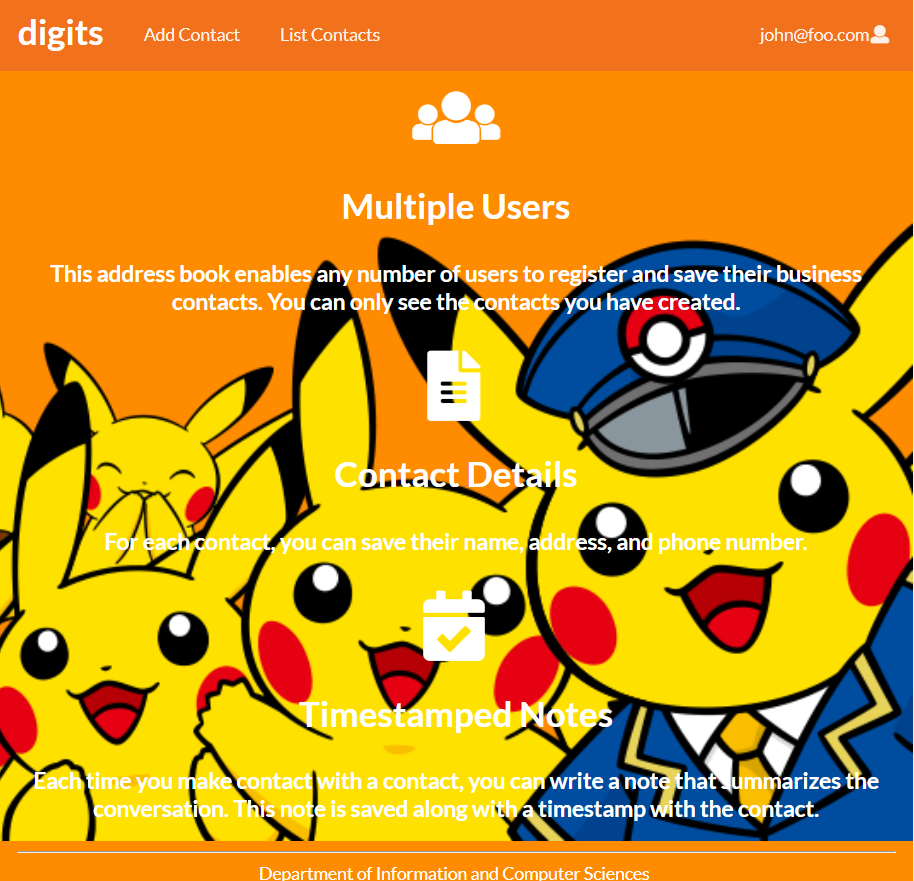 digits Add Contact List Contacts john@foo.com
Multiple Users
This address book enables any number of users to register and save their business
contacts. You can only see the contacts you have created.
Contact Details
For each contact, you can save their name, address, and phone number.
Timestamped Notes
Each time you make contact with a contact, you can write a note that summarizes the
conversation. This note is saved along with a timestamp with the contact.
Department of Information and Computer Sciences